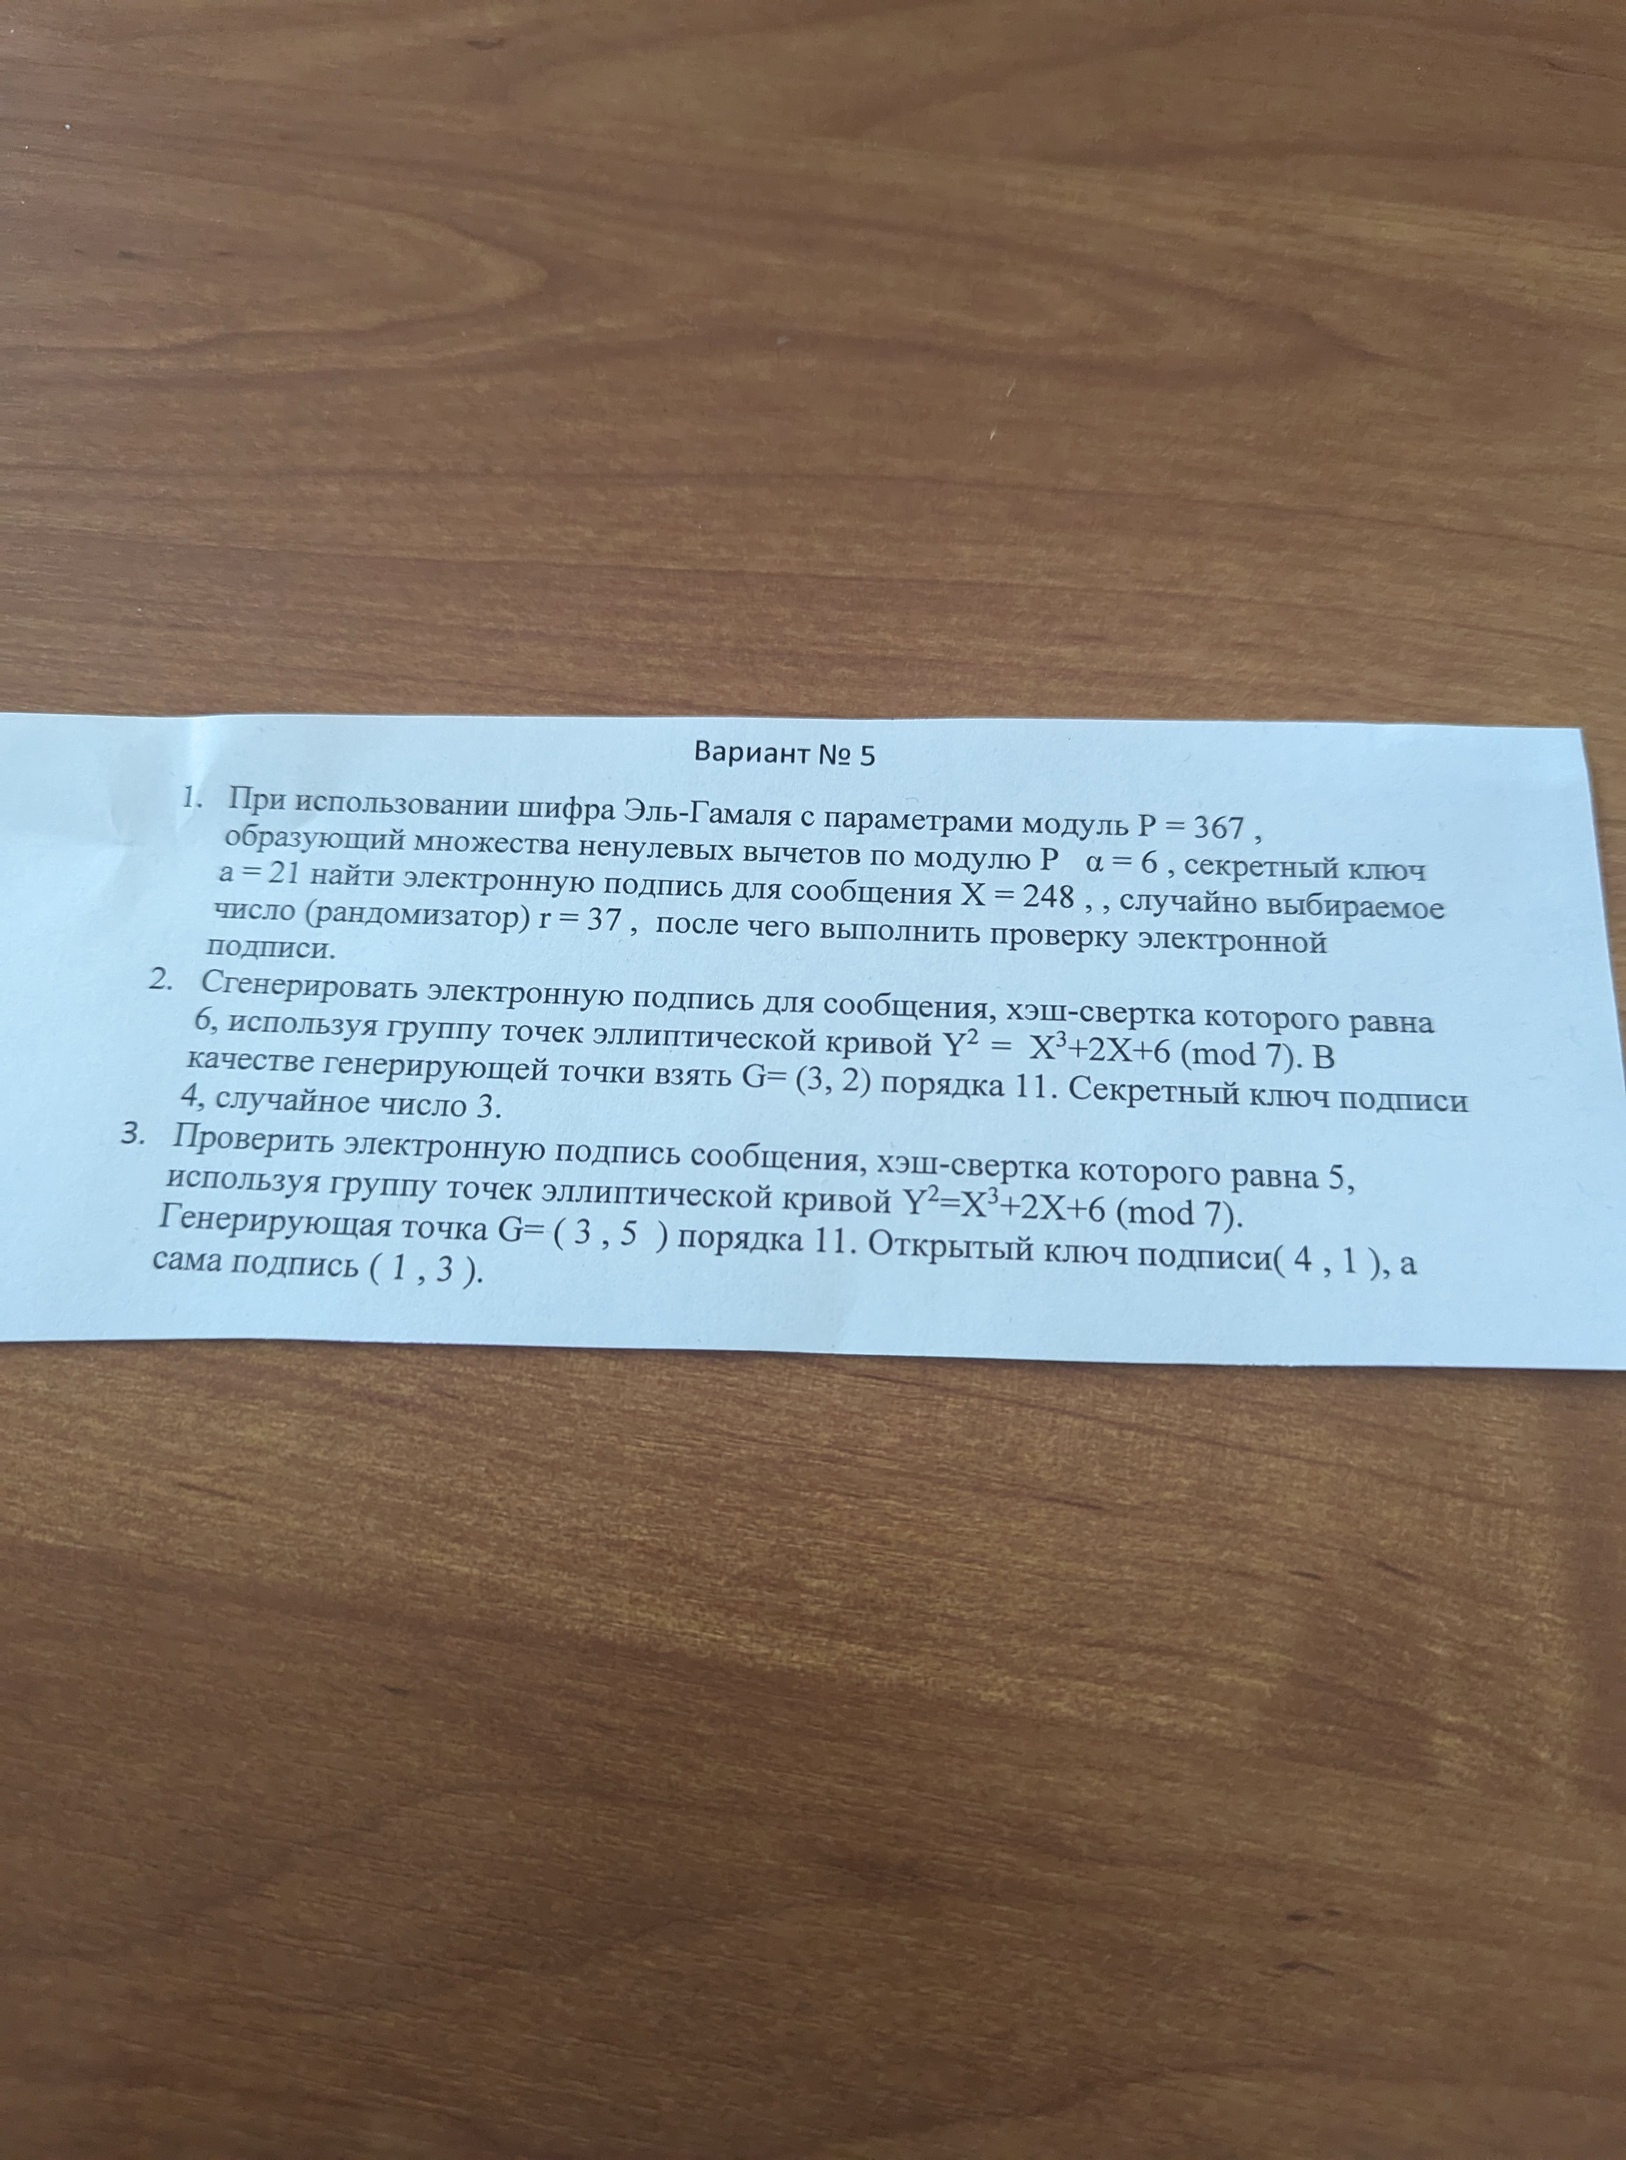 Вариант № 5
1. При использовании шифра Эль-Гамаля с параметрами модуль P = 367 ,
образующий множества ненулевых вычетов по модулю P α = 6 , секретный ключ
a = 21 найти электронную подпись для сообщения X = 248 , , случайно выбираемое
число (рандомизатор) r = 37 , после чего выполнить проверку электронной
подписи.
2. Сгенерировать электронную подпись для сообщения, хэш-свертка которого равна
6, используя группу точек эллиптической кривой Y² = X³+2X+6 (mod 7). В
качестве генерирующей точки взять G= (3, 2) порядка 11. Секретный ключ подписи
4, случайное число 3.
3. Проверить электронную подпись сообщения, хэш-свертка которого равна 5,
используя группу точек эллиптической кривой Y²=X³+2X+6 (mod 7).
Генерирующая точка G= ( 3 , 5 ) порядка 11. Открытый ключ подписи( 4 , 1 ), а
сама подпись ( 1 , 3 ).